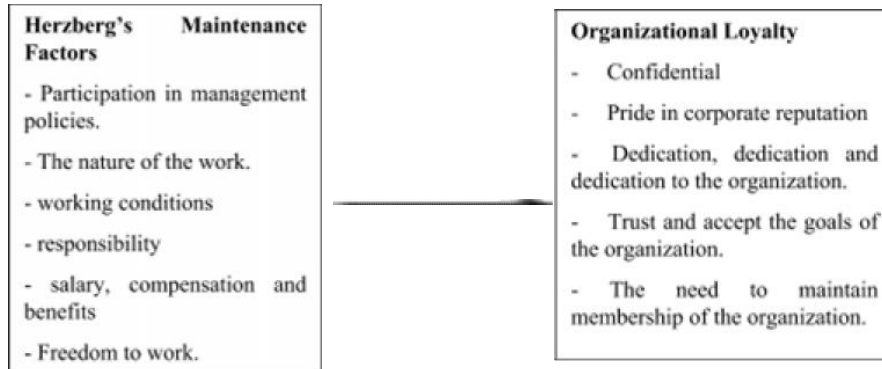 Herzberg's Maintenance
Factors
- Participation in management
policies.
- The nature of the work.
- working conditions
- responsibility
- salary, compensation and
benefits
- Freedom to work.
Organizational Loyalty
- Confidential
- Pride in corporate reputation
- Dedication, dedication and
dedication to the organization.
- Trust and accept the goals of
the organization.
- The need to maintain
membership of the organization.